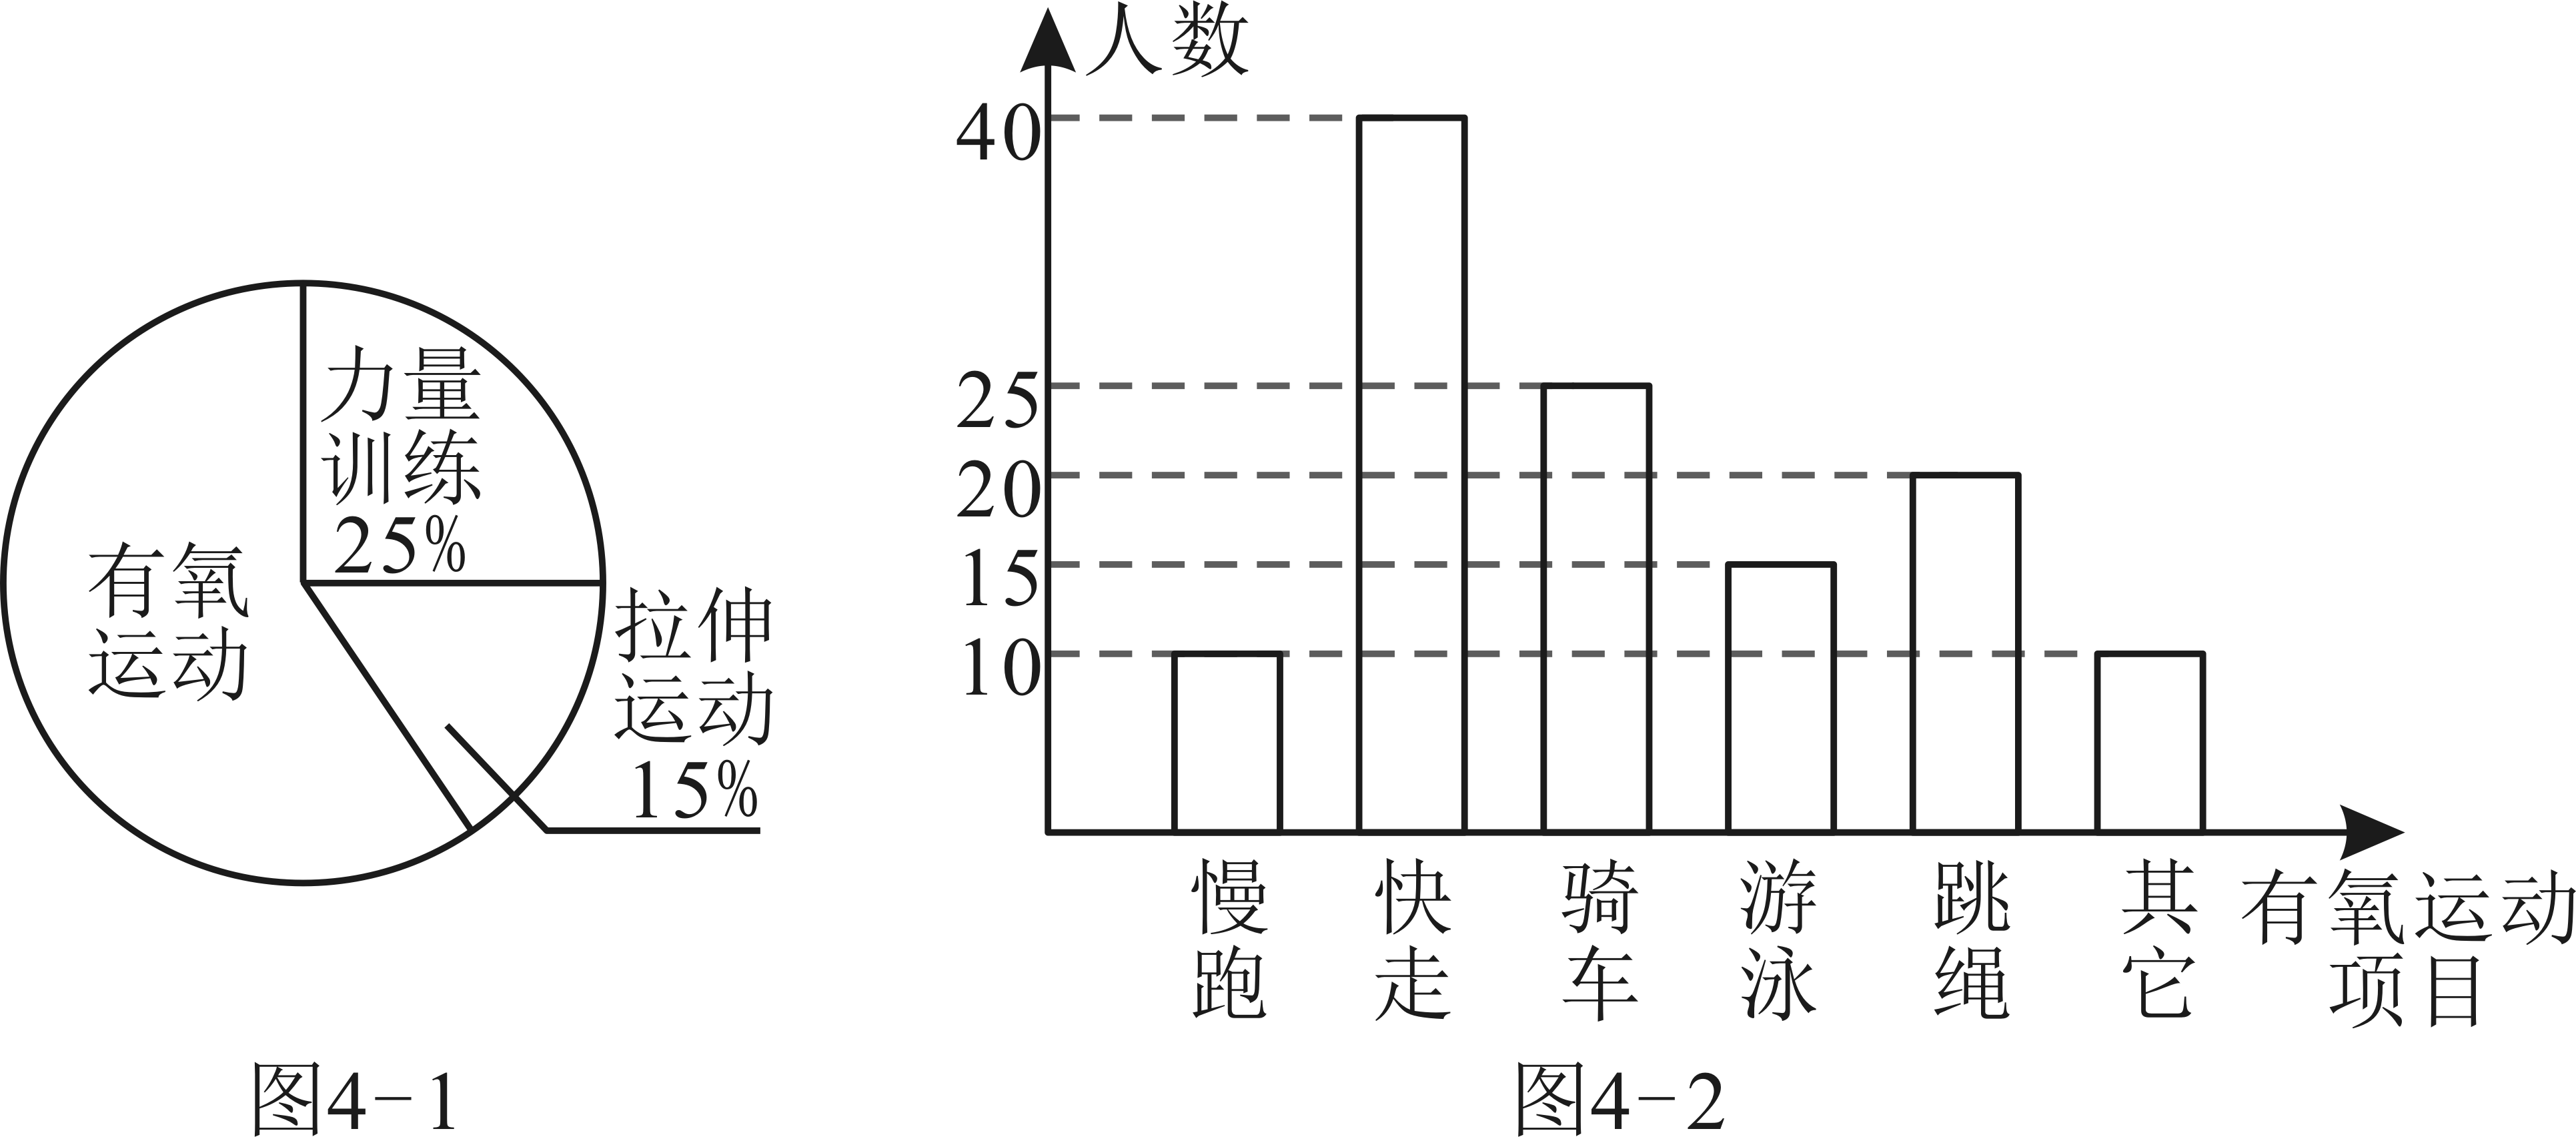 力量
训练
25%
有氧
运动
拉伸
运动
15%
图4-1
人数
40
25
20
15
10
慢跑
快走
骑车
游泳
跳绳
其它
有氧运动
项目
图4-2